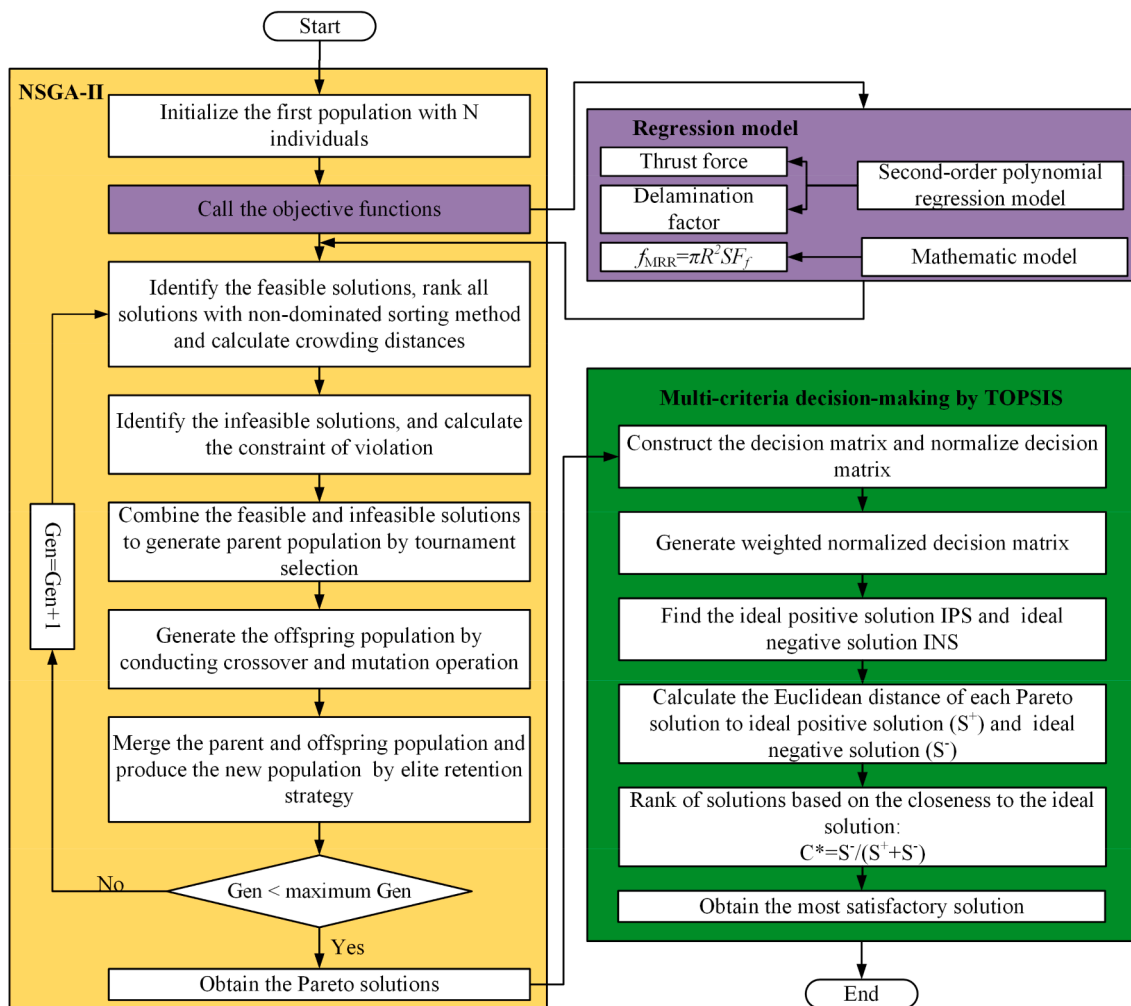 Start
NSGA-II
Initialize the first population with N
individuals
Call the objective functions
Identify the feasible solutions, rank all
solutions with non-dominated sorting method
and calculate crowding distances
Identify the infeasible solutions, and calculate
the constraint of violation
Combine the feasible and infeasible solutions
to generate parent population by tournament
selection
Generate the offspring population by
conducting crossover and mutation operation
Merge the parent and offspring population and
produce the new population by elite retention
strategy
Gen < maximum Gen
No
Gen=Gen+1
Yes
Obtain the Pareto solutions
Regression model
Thrust force
Delamination
factor
Second-order polynomial
regression model
f_MRR=πR²SF_f
Mathematic model
Multi-criteria decision-making by TOPSIS
Construct the decision matrix and normalize decision
matrix
Generate weighted normalized decision matrix
Find the ideal positive solution IPS and ideal
negative solution INS
Calculate the Euclidean distance of each Pareto
solution to ideal positive solution (S⁺) and ideal
negative solution (S⁻)
Rank of solutions based on the closeness to the ideal
solution:
C*=S⁻/(S⁺+S⁻)
Obtain the most satisfactory solution
End